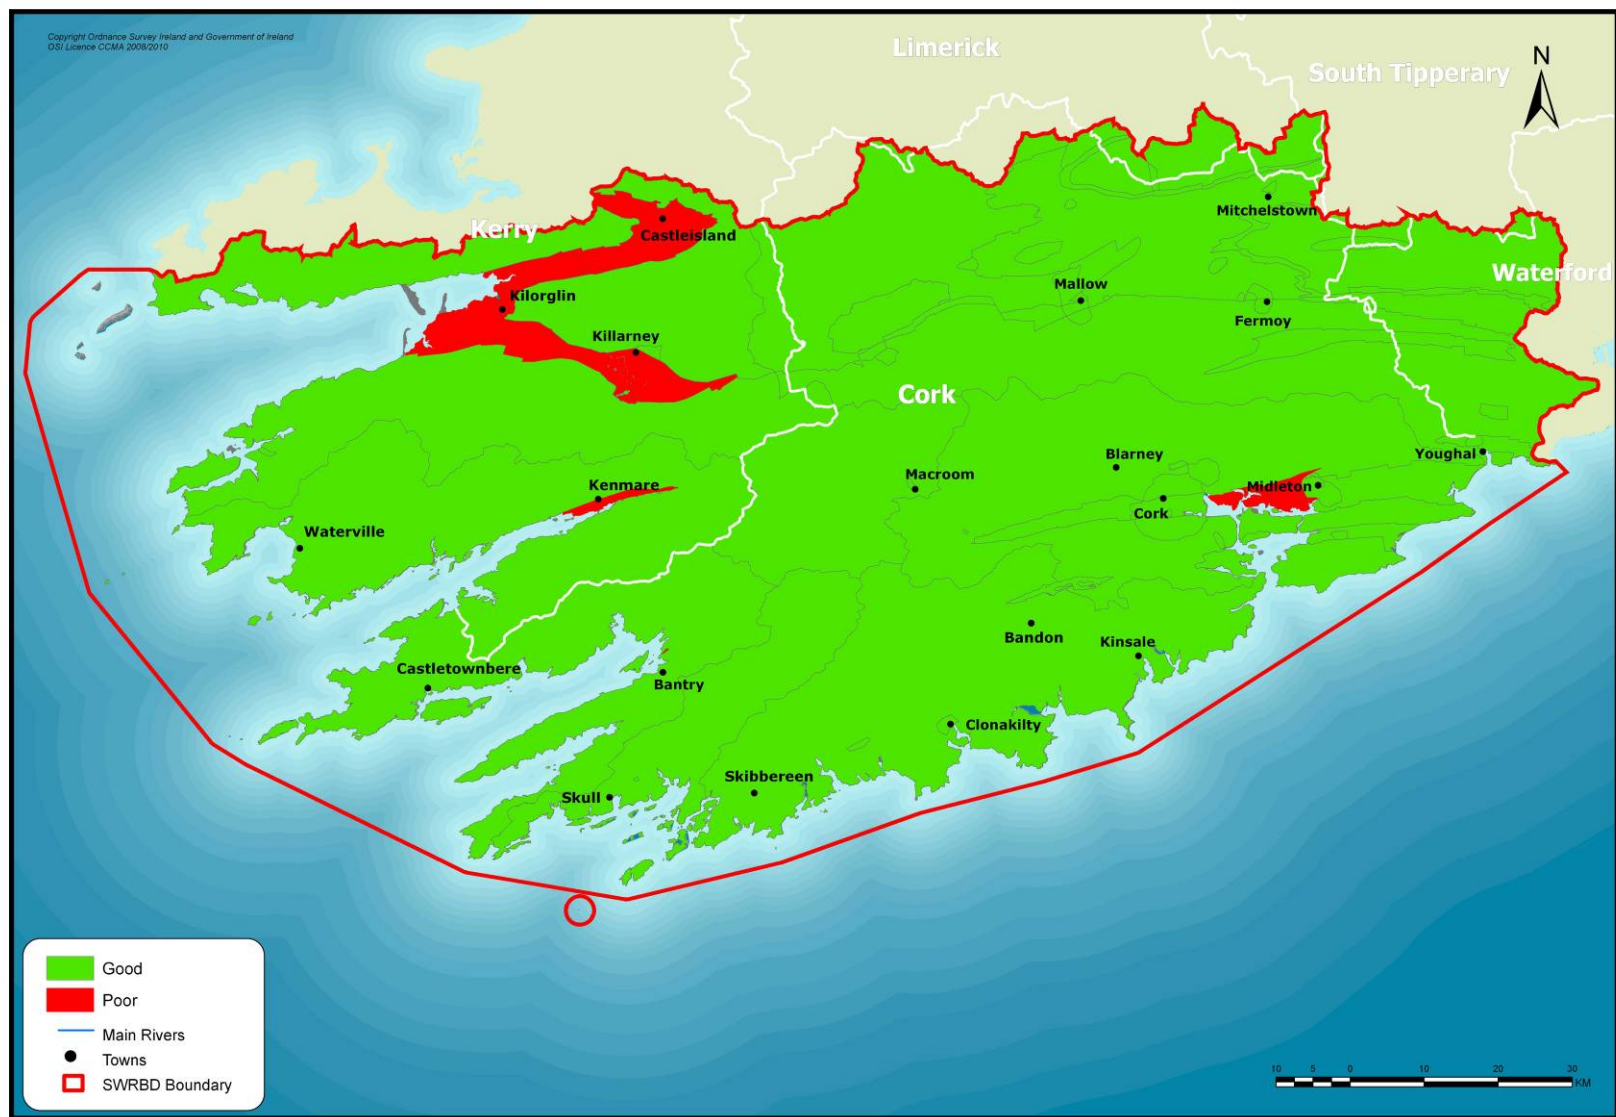 Copyright Ordnance Survey Ireland and Government of Ireland
OSI Licence CCMA 2008/2010
Limerick
South Tipperary
N
Mitchelstown
Kerry
Castleisland
Waterford
Kilorglin
Mallow
Fermoy
Killarney
Cork
Blarney
Youghal
Macroom
Kenmare
Midleton
Cork
Waterville
Bandon
Kinsale
Castletownbere
Bantry
Clonakilty
Skibbereen
Skull
Good
Poor
Main Rivers
Towns
SWRBD Boundary
10 5 0 10 20 30
KM